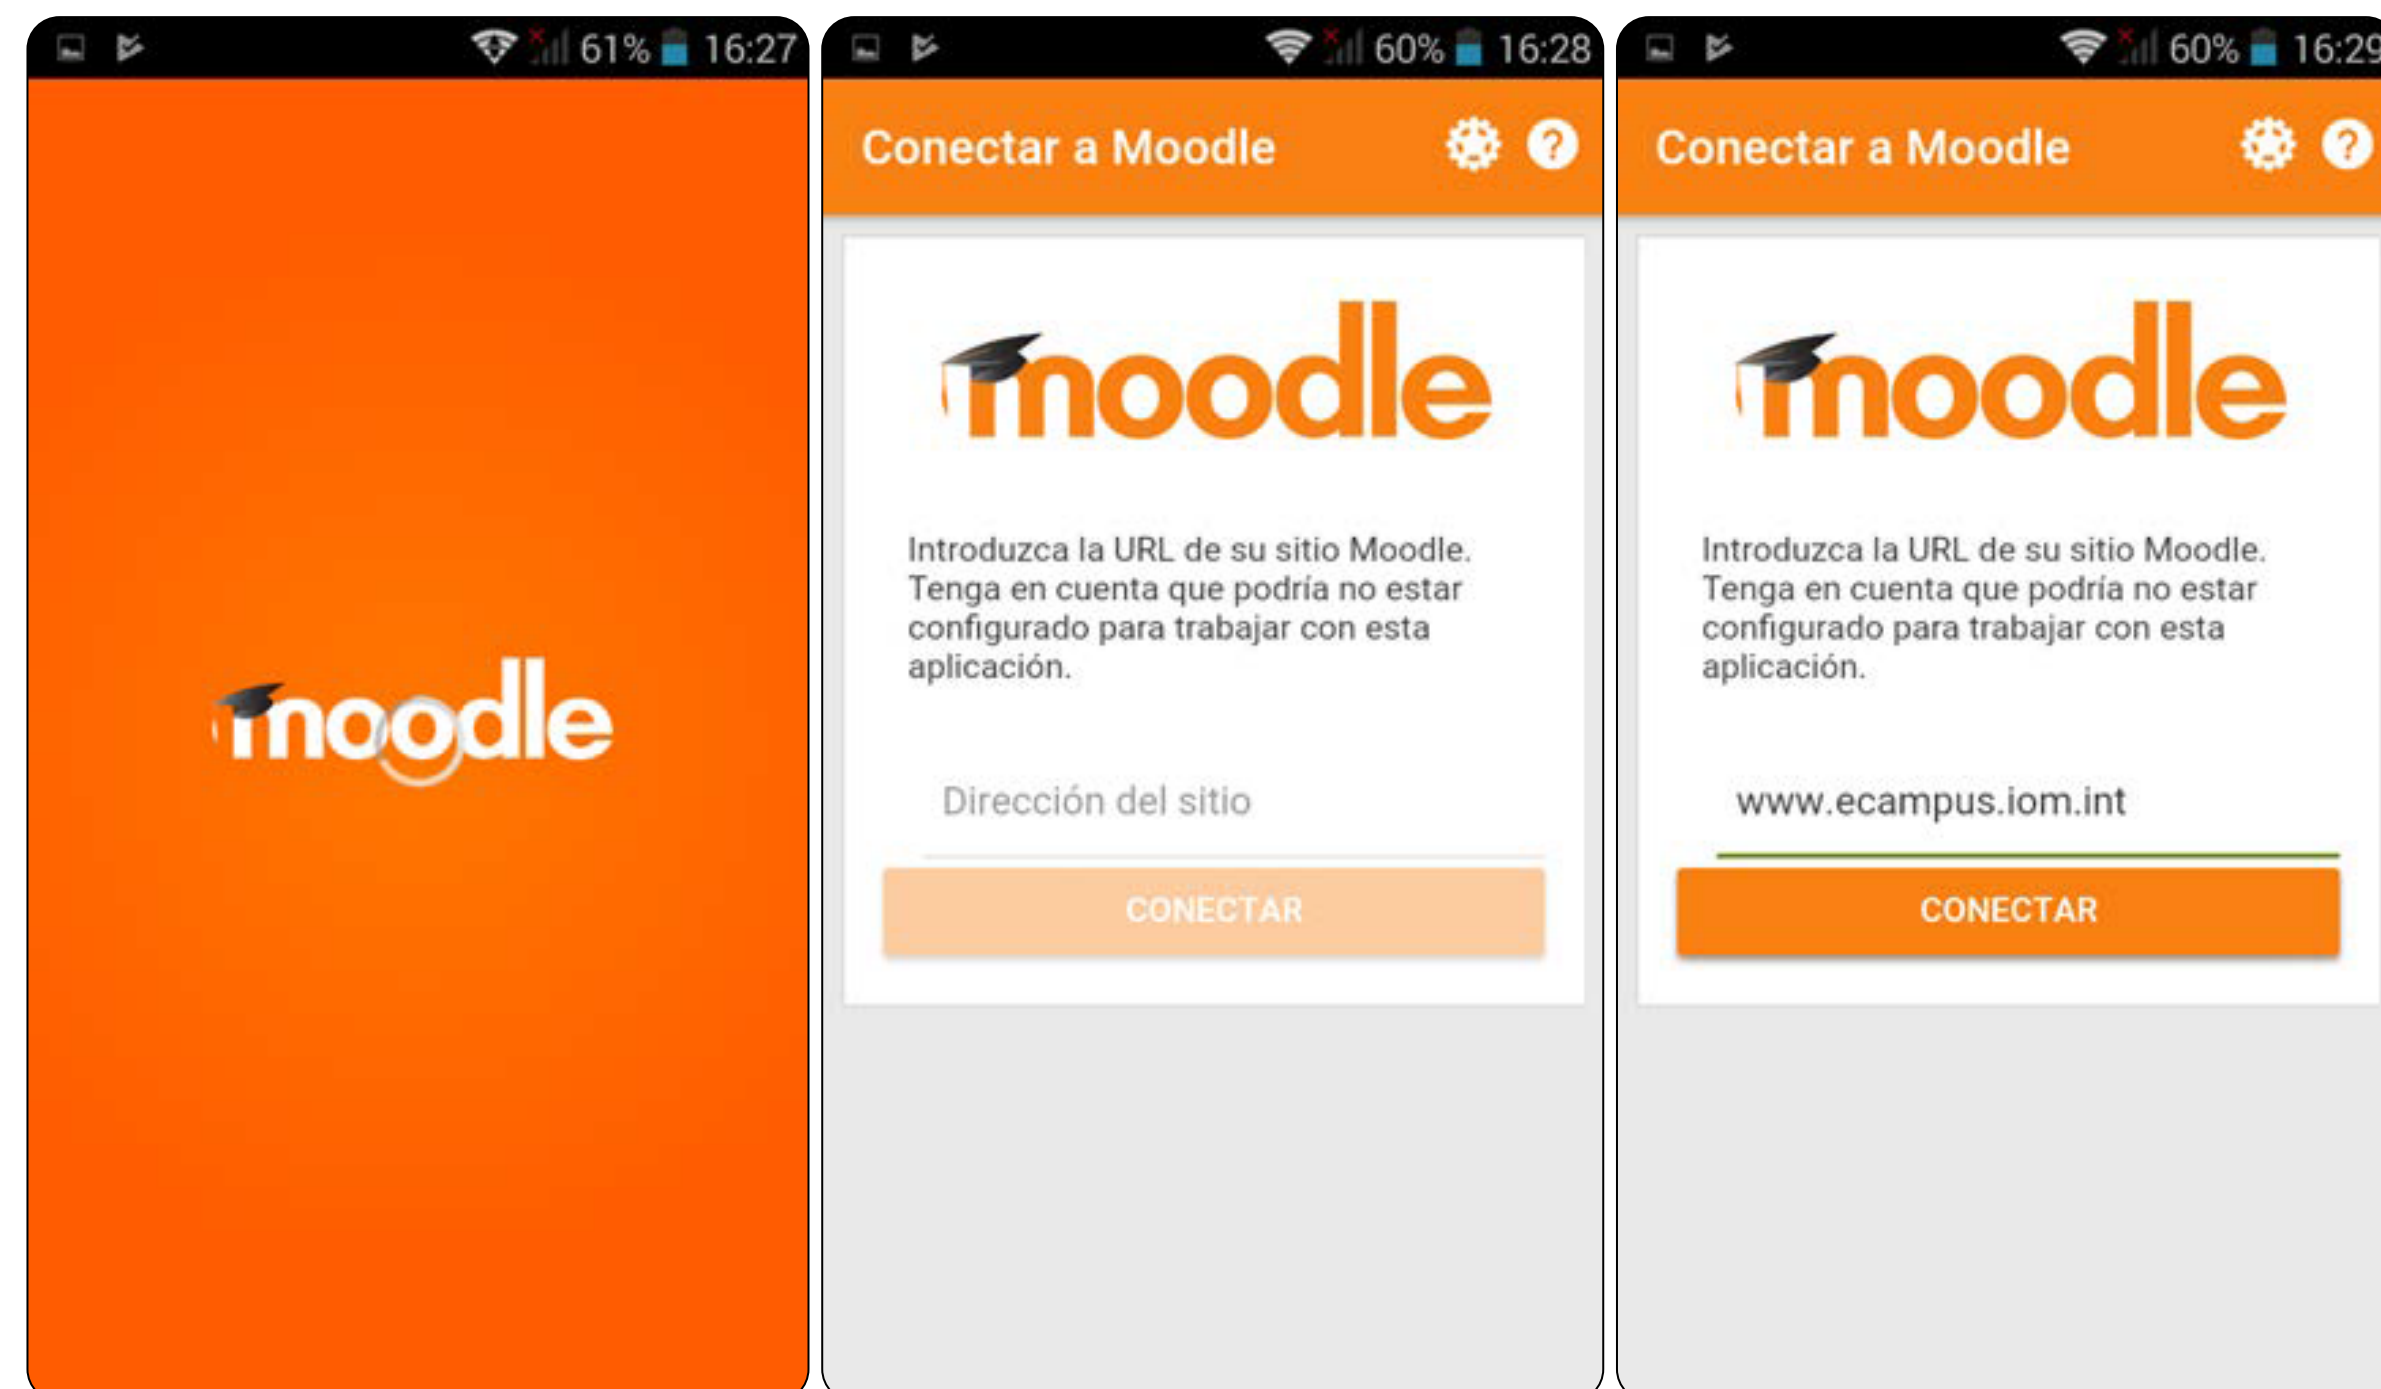 61% 16:27
moodle
60% 16:28
Conectar a Moodle
moodle
Introduzca la URL de su sitio Moodle.
Tenga en cuenta que podría no estar
configurado para trabajar con esta
aplicación.
Dirección del sitio
CONECTAR
60% 16:29
Conectar a Moodle
moodle
Introduzca la URL de su sitio Moodle.
Tenga en cuenta que podría no estar
configurado para trabajar con esta
aplicación.
www.ecampus.iom.int
CONECTAR